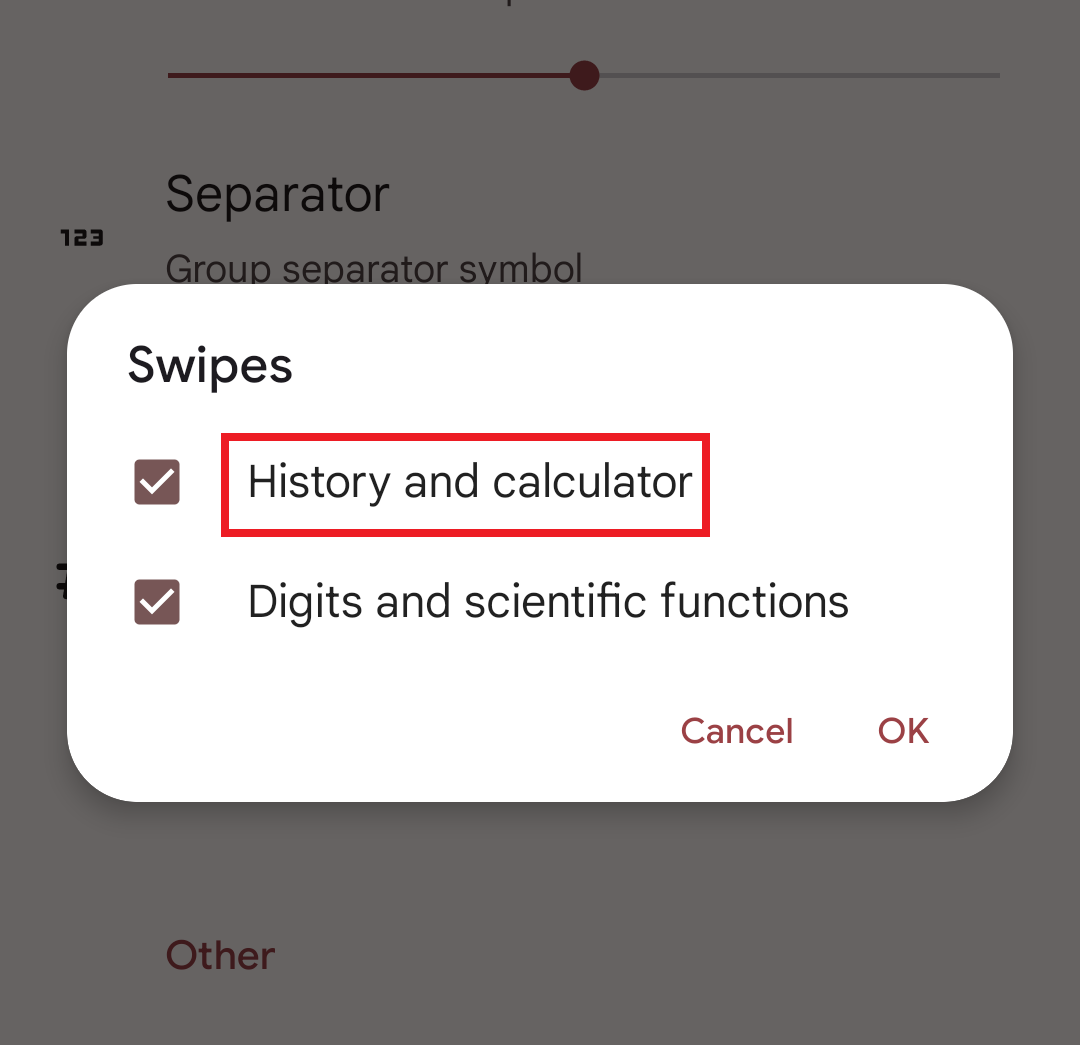 Separator
123
Group separator symbol
Swipes
History and calculator
Digits and scientific functions
Cancel OK
Other